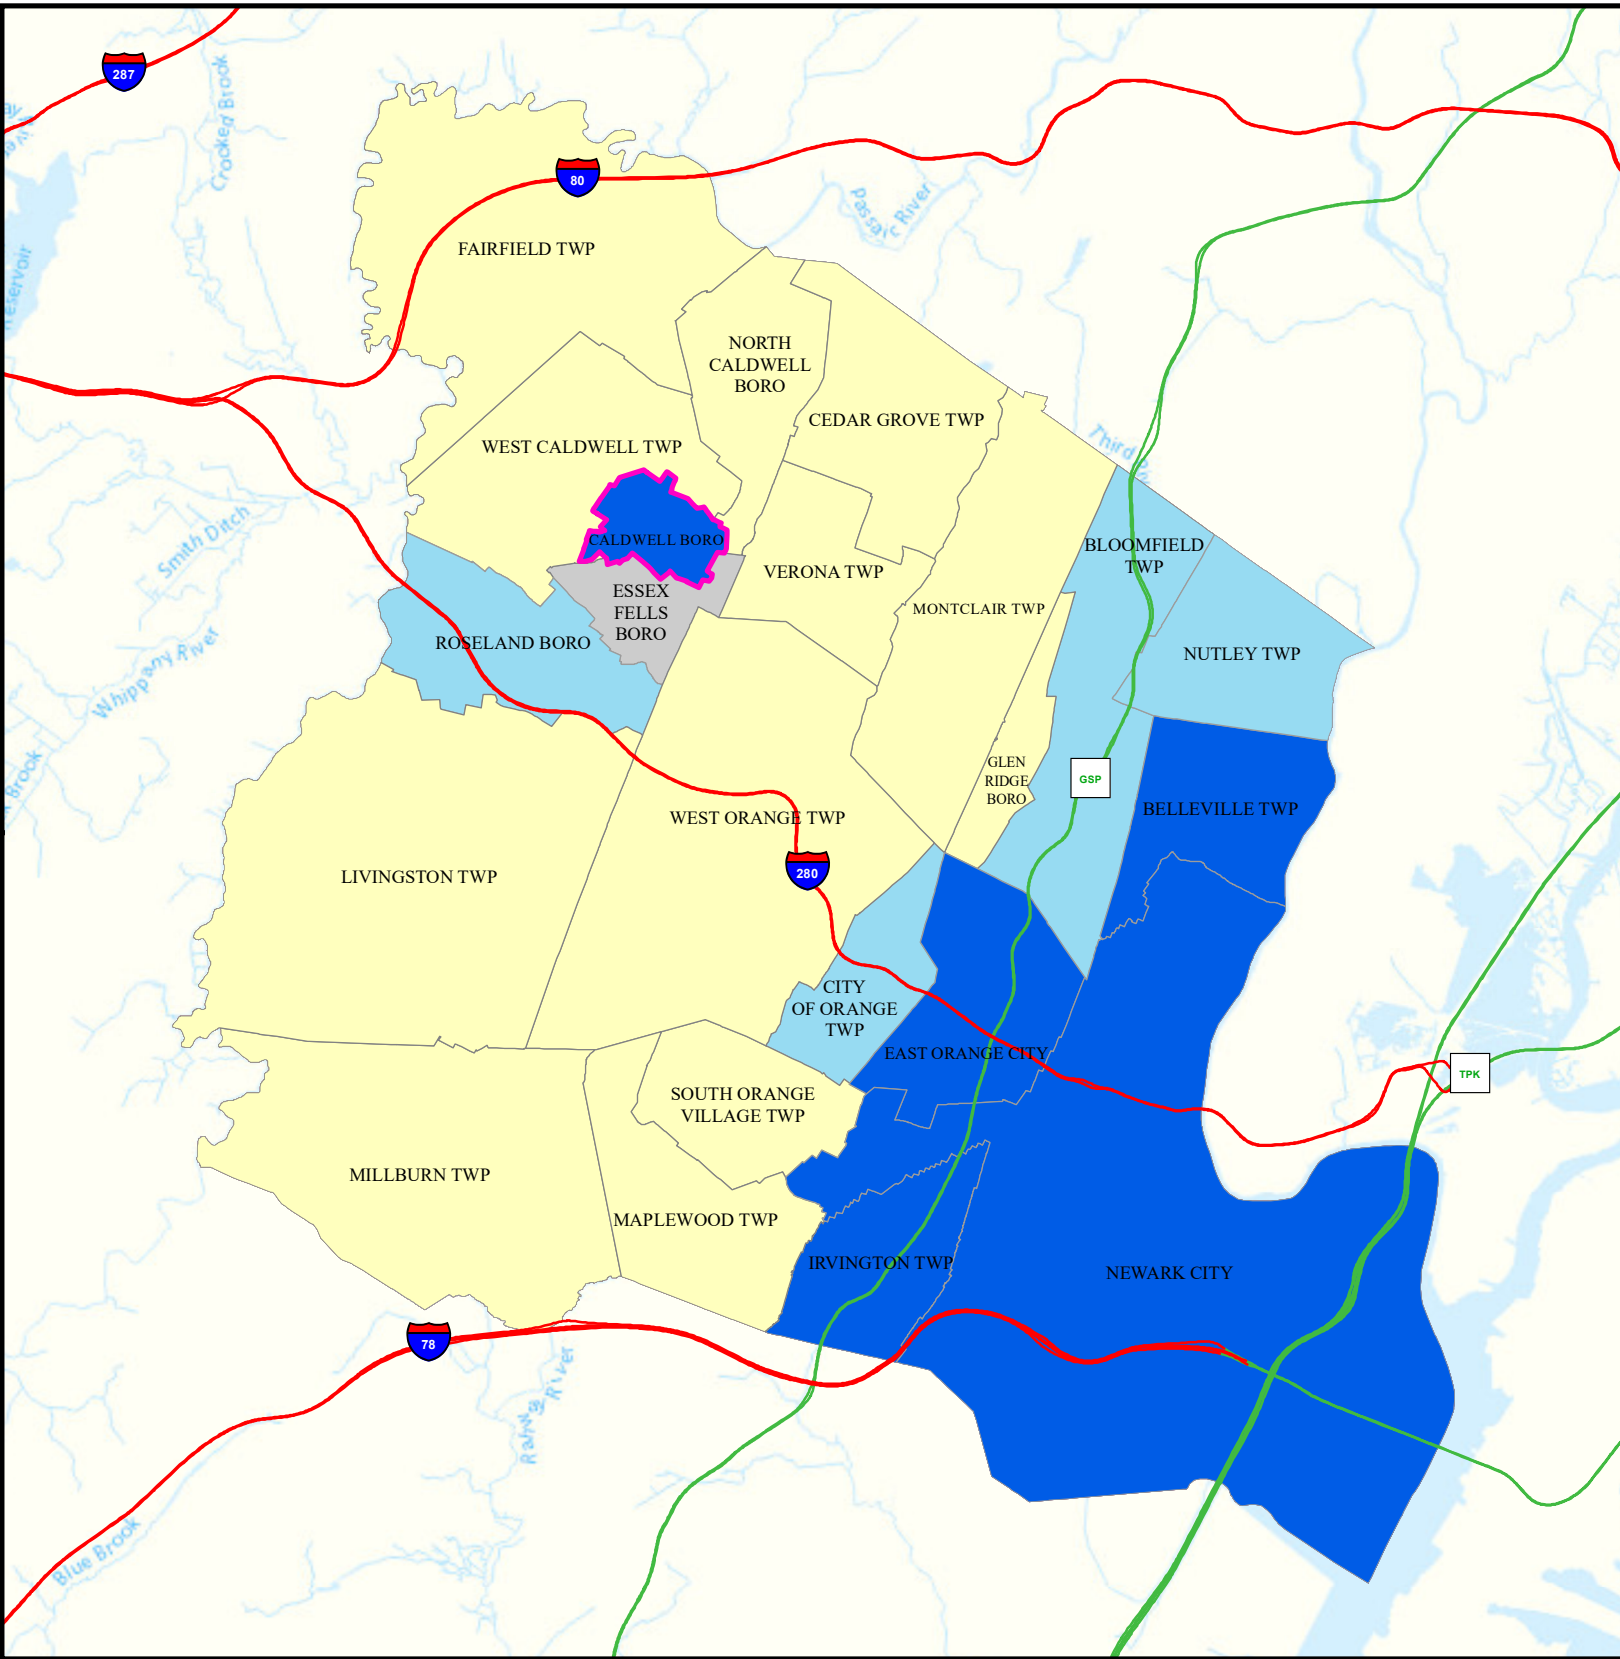 287
Crooked Brook
80
Passaic River
FAIRFIELD TWP
Reservoir
NORTH
CALDWELL
BORO
CEDAR GROVE TWP
WEST CALDWELL TWP
Third
Smith Ditch
CALDWELL BORO
BLOOMFIELD
TWP
VERONA TWP
ESSEX
FELLS
BORO
MONTCLAIR TWP
ROSELAND BORO
NUTLEY TWP
Whippany River
GLEN
RIDGE
BORO
GSP
Brook
BELLEVILLE TWP
WEST ORANGE TWP
280
LIVINGSTON TWP
CITY
OF ORANGE
TWP
EAST ORANGE CITY
TPK
SOUTH ORANGE
VILLAGE TWP
MILLBURN TWP
MAPLEWOOD TWP
IRVINGTON TWP
NEWARK CITY
78
Rahway River
Blue Brook